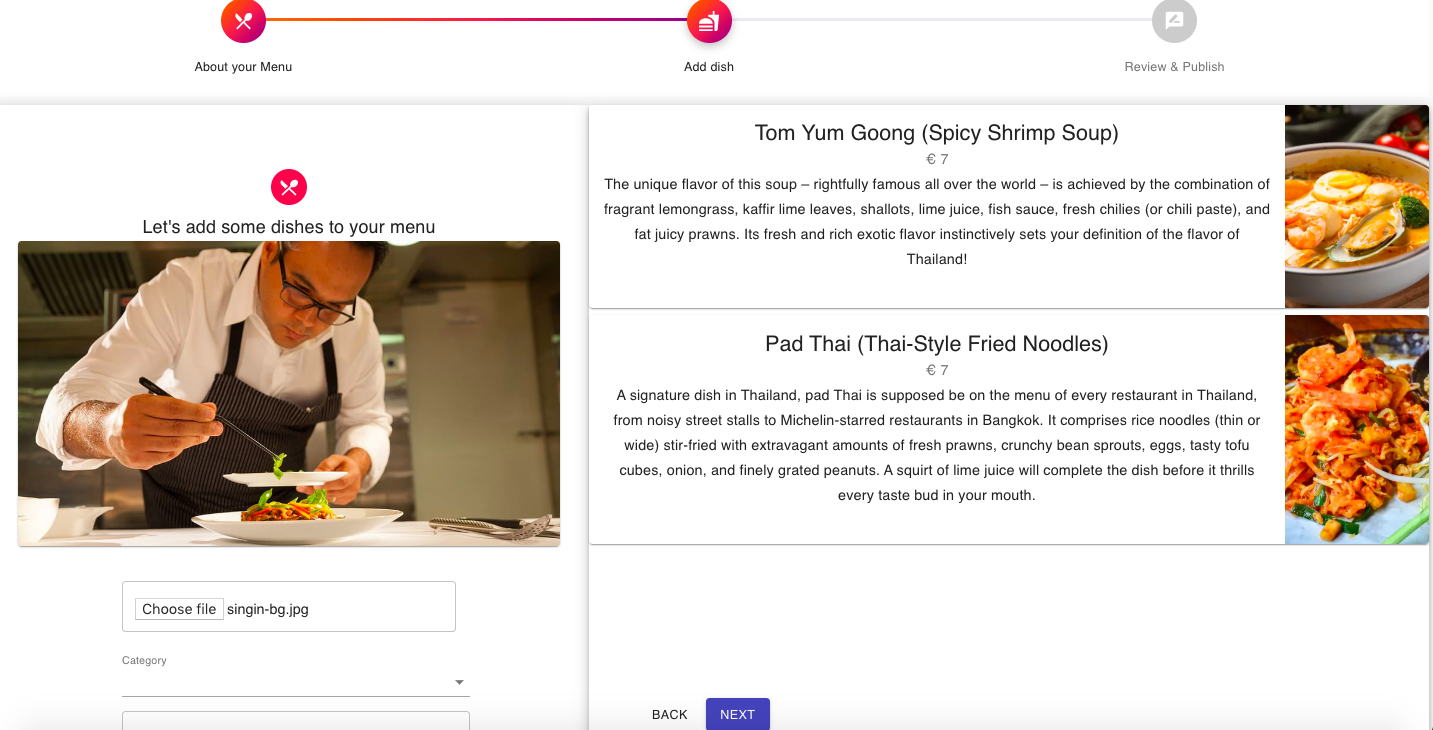 About your Menu
Add dish
Review & Publish
Let's add some dishes to your menu
Choose file singin-bg.jpg
Category
Tom Yum Goong (Spicy Shrimp Soup)
€ 7
The unique flavor of this soup – rightfully famous all over the world – is achieved by the combination of
fragrant lemongrass, kaffir lime leaves, shallots, lime juice, fish sauce, fresh chilies (or chili paste), and
fat juicy prawns. Its fresh and rich exotic flavor instinctively sets your definition of the flavor of
Thailand!
Pad Thai (Thai-Style Fried Noodles)
€ 7
A signature dish in Thailand, pad Thai is supposed be on the menu of every restaurant in Thailand,
from noisy street stalls to Michelin-starred restaurants in Bangkok. It comprises rice noodles (thin or
wide) stir-fried with extravagant amounts of fresh prawns, crunchy bean sprouts, eggs, tasty tofu
cubes, onion, and finely grated peanuts. A squirt of lime juice will complete the dish before it thrills
every taste bud in your mouth.
BACK NEXT